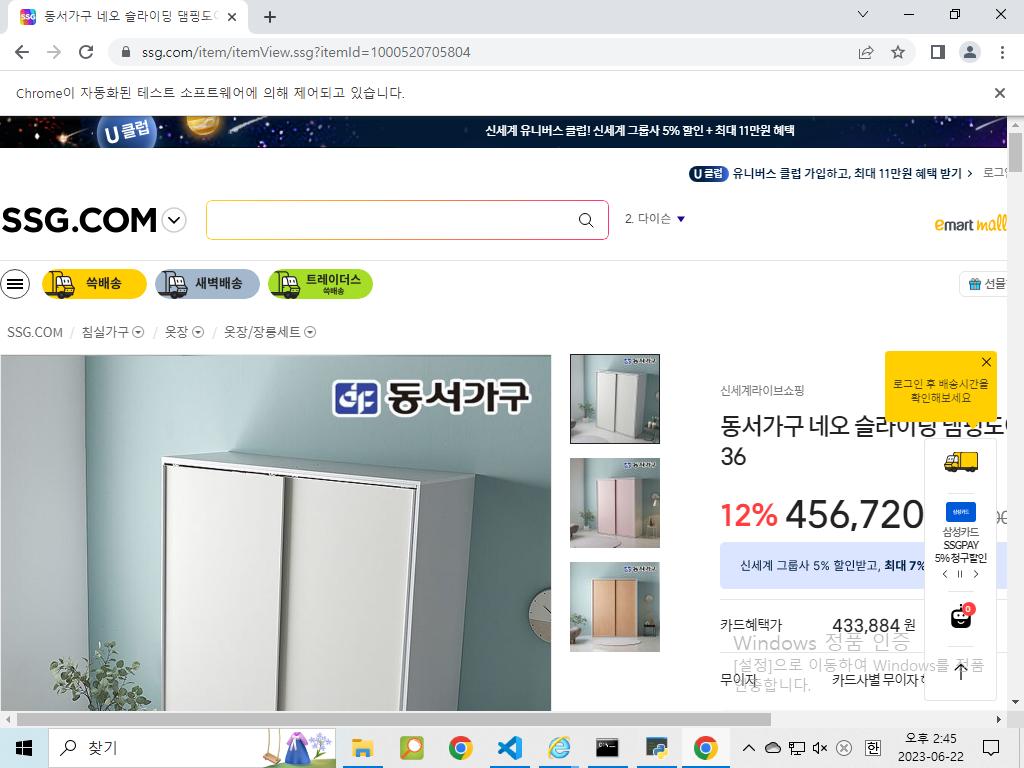 동서가구 네오 슬라이딩 댐핑도어
ssg.com/item/itemView.ssg?itemId=1000520705804
Chrome이 자동화된 테스트 소프트웨어에 의해 제어되고 있습니다.
U 클럽
신세계 유니버스 클럽! 신세계 그룹사 5% 할인 + 최대 11만원 혜택
U 클럽 유니버스 클럽 가입하고, 최대 11만원 혜택 받기 > 로그인
SSG.COM
2. 다이슨
emart mall
쓱배송
새벽배송
트레이더스
쓱배송
선물
SSG.COM / 침실가구 / 옷장 / 옷장/장롱세트
동서가구
신세계라이브쇼핑
로그인 후 배송시간을
확인해보세요
동서가구 네오 슬라이딩 댐핑도어
36
12% 456,720
삼성카드
삼성카드
SSGPAY
5% 청구할인
신세계 그룹사 5% 할인받고, 최대 7%
0
카드혜택가 433,884 원
Windows 정품 인증
[설정]으로 이동하여 Windows를 정품
인증합니다.
무이자 카드사별 무이자
찾기
한
오후 2:45
2023-06-22